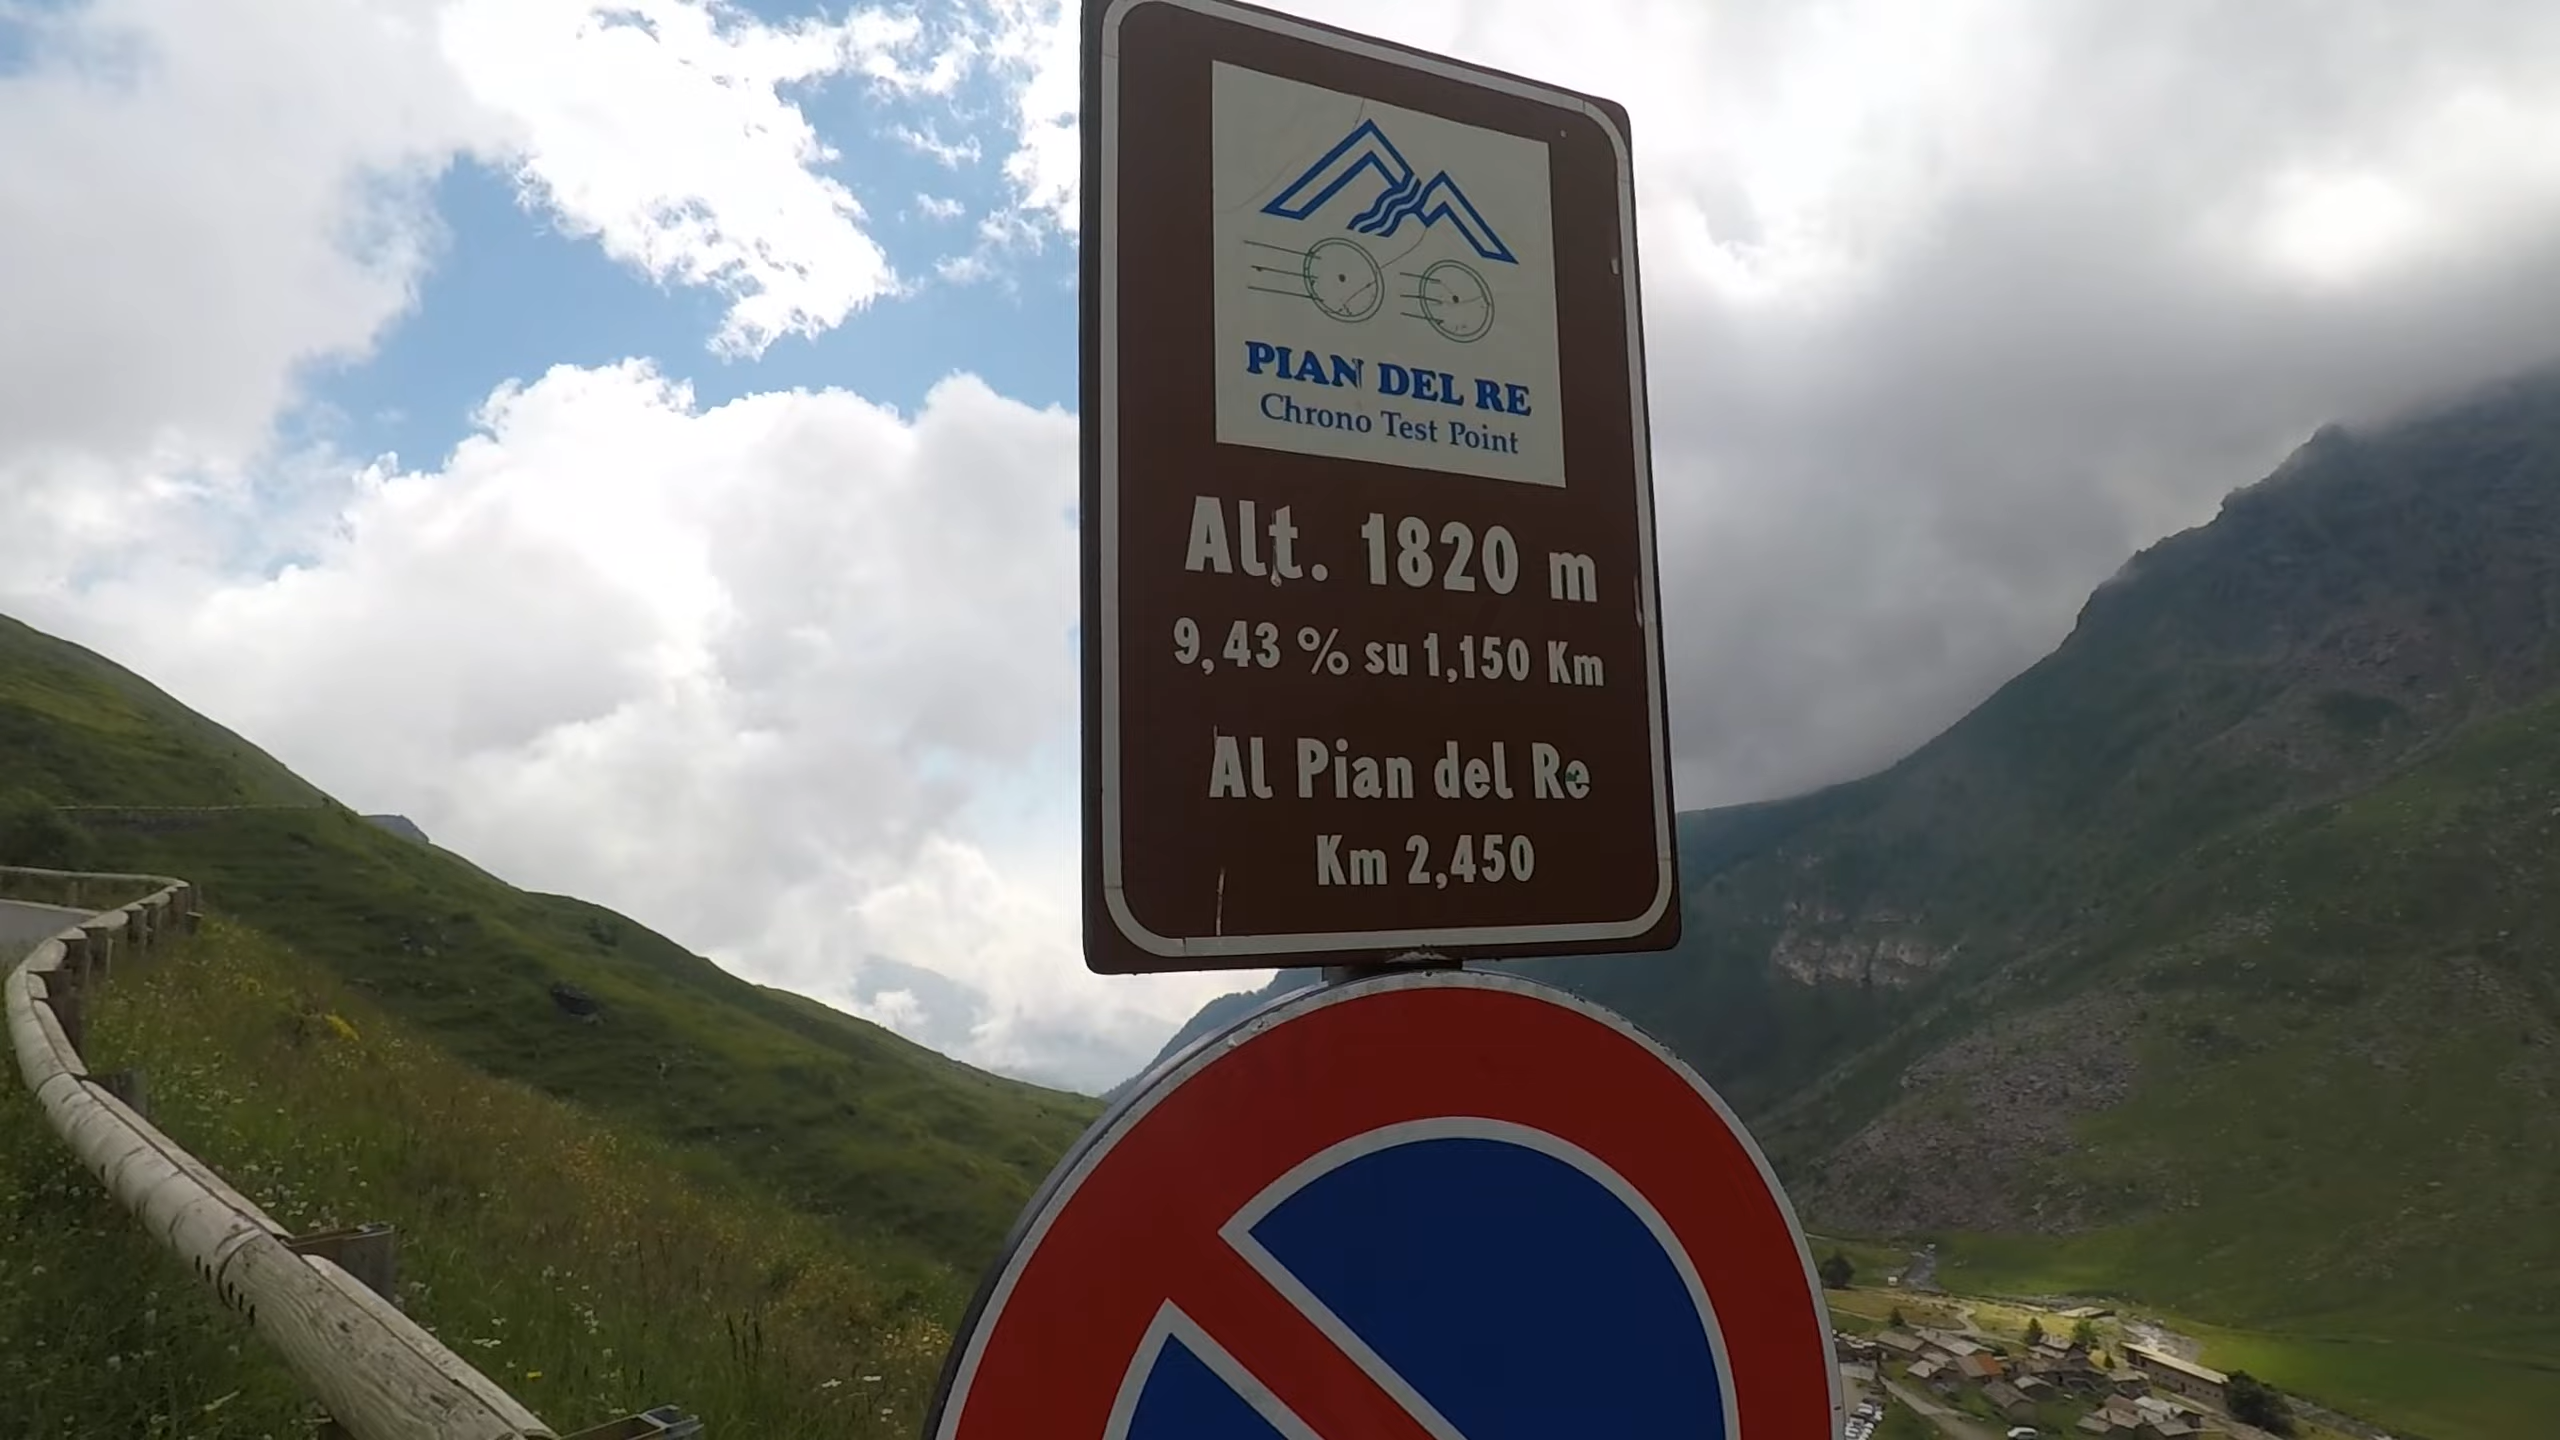 PIAN DEL RE
Chrono Test Point
Alt. 1820 m
9,43 % su 1,150 Km
Al Pian del Re
Km 2,450